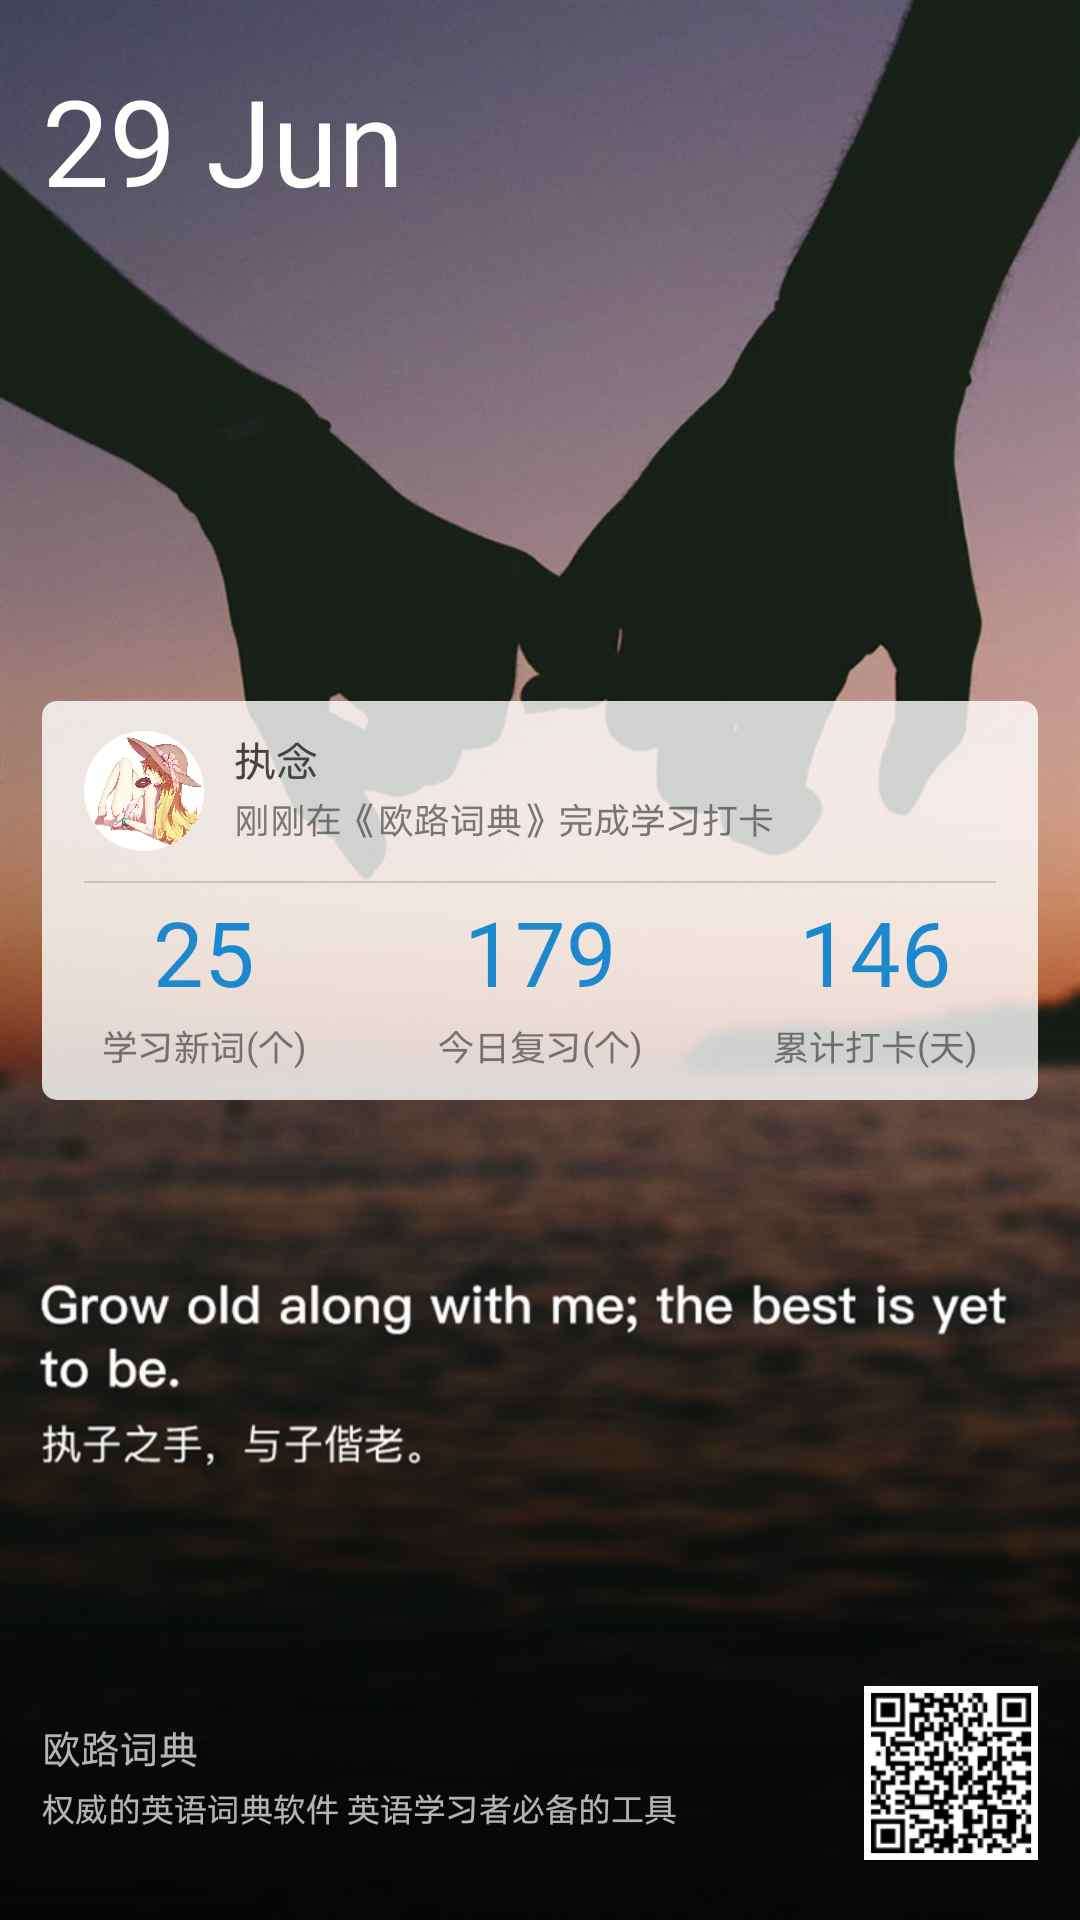 29 Jun
执念
刚刚在《欧路词典》完成学习打卡
25 179 146
学习新词(个) 今日复习(个) 累计打卡(天)
Grow old along with me; the best is yet
to be.
执子之手，与子偕老。
欧路词典
权威的英语词典软件 英语学习者必备的工具